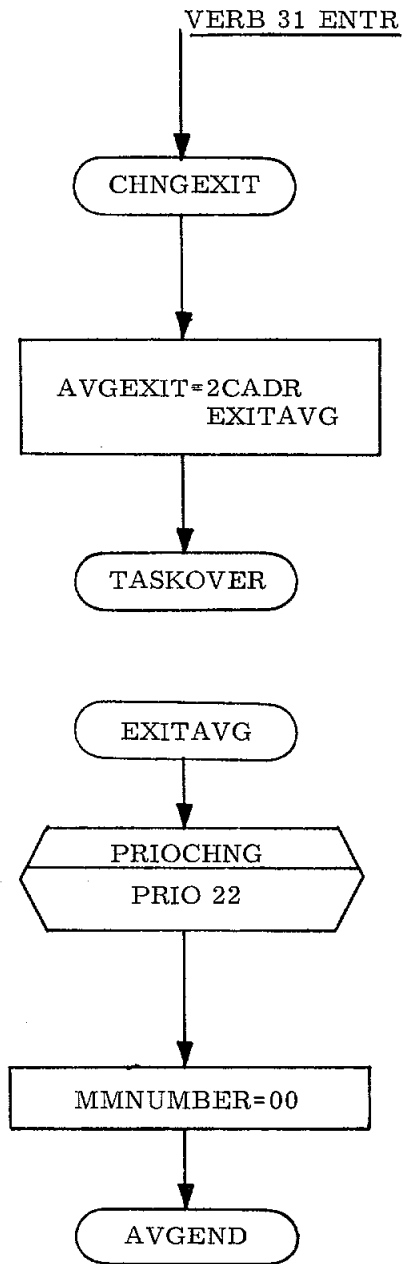 VERB 31 ENTR
CHNGEXIT
AVGEXIT=2CADR
EXITAVG
TASKOVER
EXITAVG
PRIOCHNG
PRIO 22
MMNUMBER=00
AVGEND